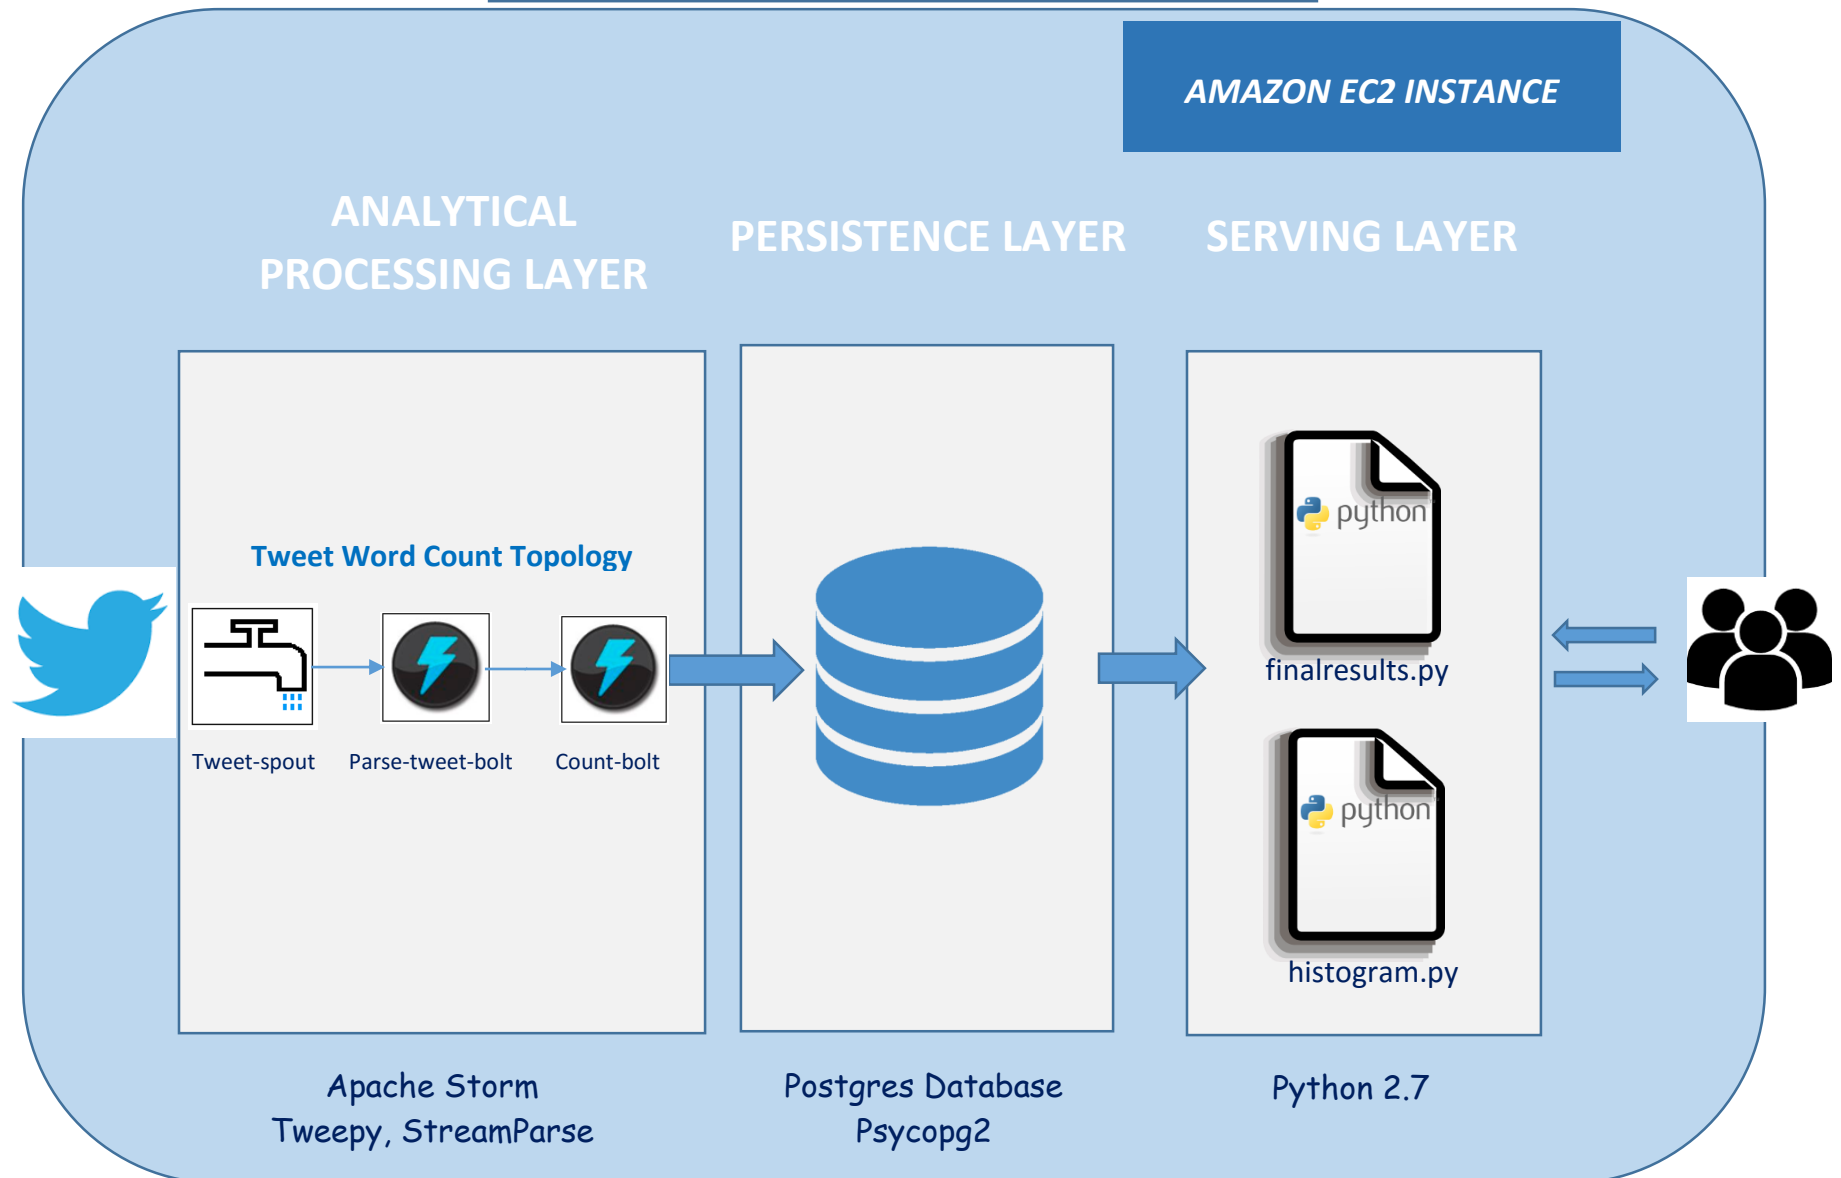 AMAZON EC2 INSTANCE
ANALYTICAL
PROCESSING LAYER
PERSISTENCE LAYER
SERVING LAYER
Tweet Word Count Topology
Tweet-spout
Parse-tweet-bolt
Count-bolt
python
finalresults.py
python
histogram.py
Apache Storm
Tweepy, StreamParse
Postgres Database
Psycopg2
Python 2.7